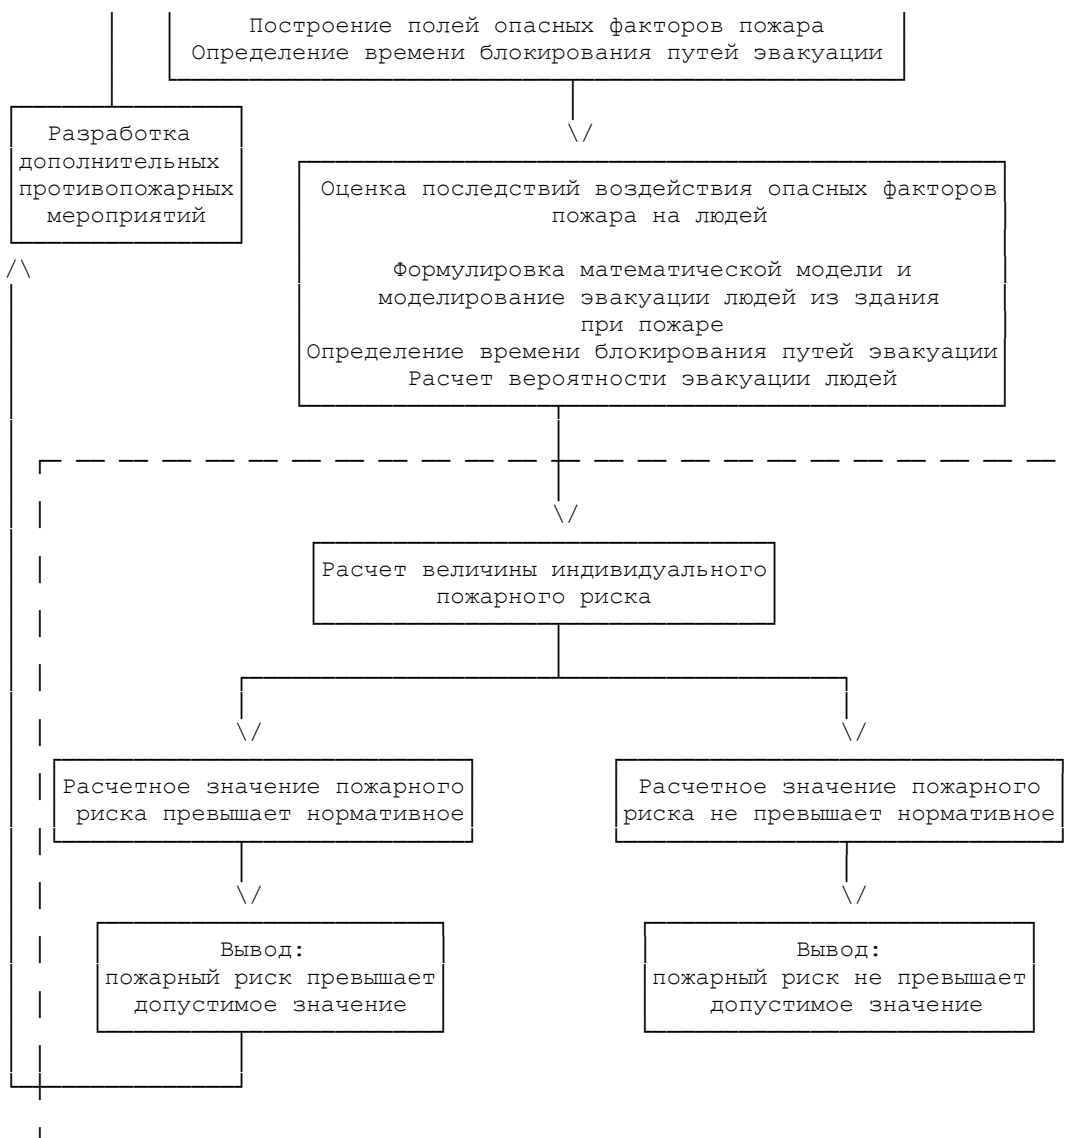 Построение полей опасных факторов пожара
Определение времени блокирования путей эвакуации
Разработка
дополнительных
противопожарных
мероприятий
Оценка последствий воздействия опасных факторов
пожара на людей
Формулировка математической модели и
моделирование эвакуации людей из здания
при пожаре
Определение времени блокирования путей эвакуации
Расчет вероятности эвакуации людей
Расчет величины индивидуального
пожарного риска
Расчетное значение пожарного
риска превышает нормативное
Расчетное значение пожарного
риска не превышает нормативное
Вывод:
пожарный риск превышает
допустимое значение
Вывод:
пожарный риск не превышает
допустимое значение